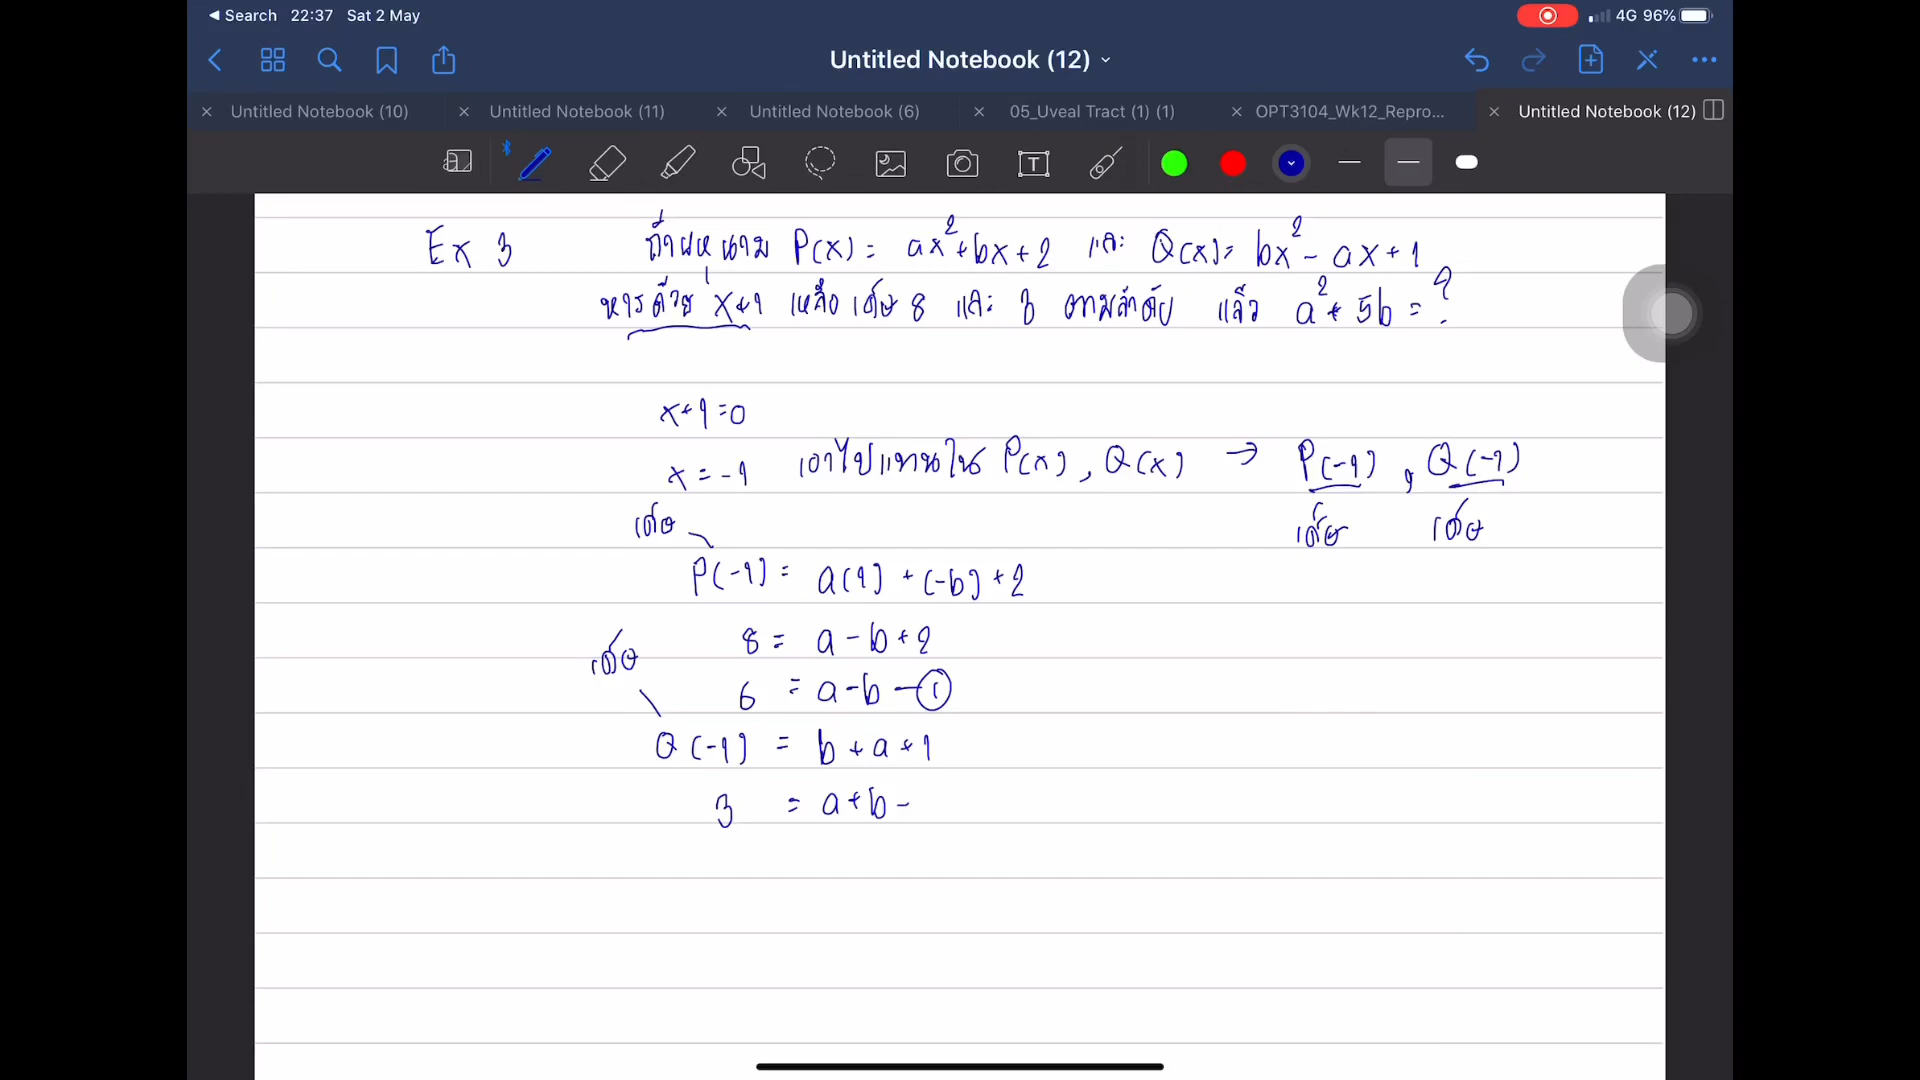 Search 22:37 Sat 2 May 4G 96%
Untitled Notebook (12)
Untitled Notebook (10) Untitled Notebook (11) Untitled Notebook (6) 05_Uveal Tract (1) (1) OPT3104_Wk12_Repro... Untitled Notebook (12)
T
Ex 3 ถ้าพหุนาม P(x) = ax²+bx+2 และ Q(x) = bx² - ax + 1
หารด้วย x+1 เหลือเศษ 8 และ 3 ตามลำดับ แล้ว a² + 5b = ?
x+1=0
x = -1 เอาไปแทนใน P(x), Q(x) → P(-1), Q(-1)
เศษ เศษ เศษ
P(-1) = a(1) + (-b) + 2
8 = a - b + 2
เศษ
6 = a - b — ①
Q(-1) = b + a + 1
3 = a + b -